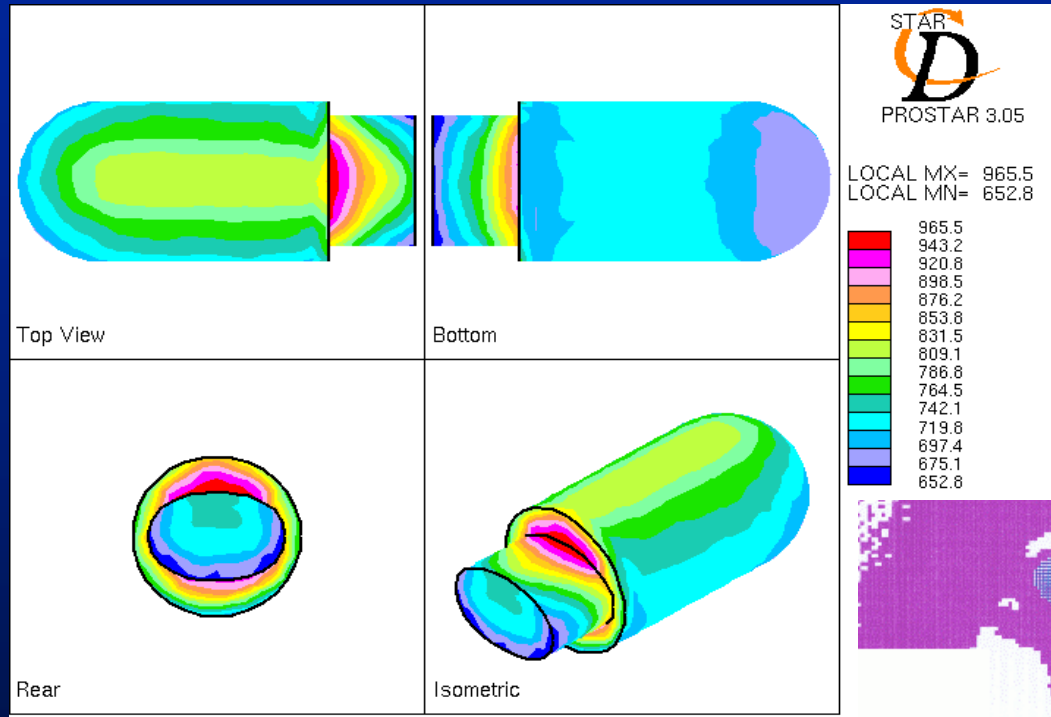 Top View
Bottom
Rear
Isometric
STAR
D
PROSTAR 3.05
LOCAL MX= 965.5
LOCAL MN= 652.8
965.5
943.2
920.8
898.5
876.2
853.8
831.5
809.1
786.8
764.5
742.1
719.8
697.4
675.1
652.8